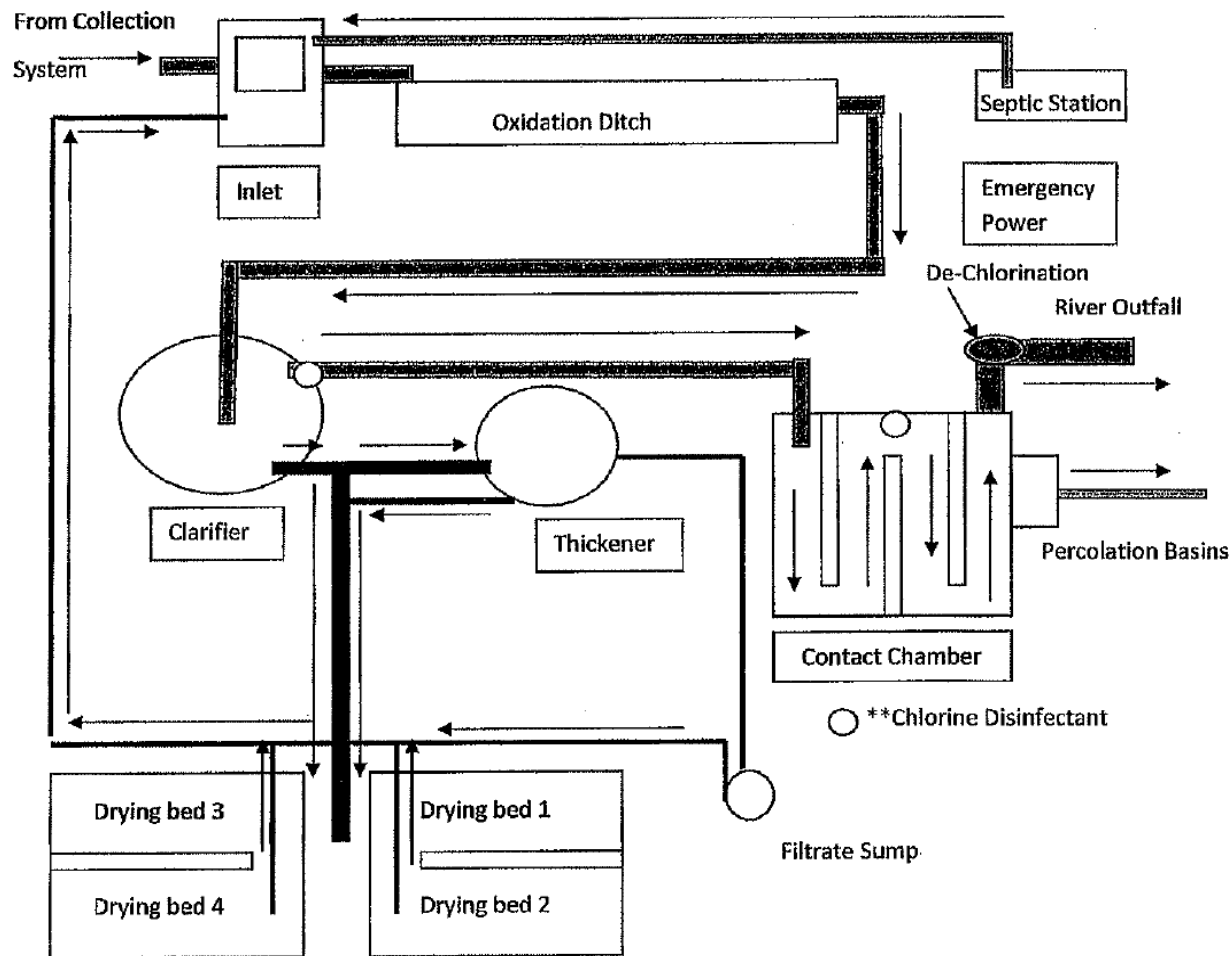 From Collection
System
Septic Station
Oxidation Ditch
Inlet
Emergency
Power
De-Chlorination
River Outfall
Clarifier
Thickener
Percolation Basins
Contact Chamber
**Chlorine Disinfectant
Drying bed 3
Drying bed 1
Filtrate Sump
Drying bed 4
Drying bed 2